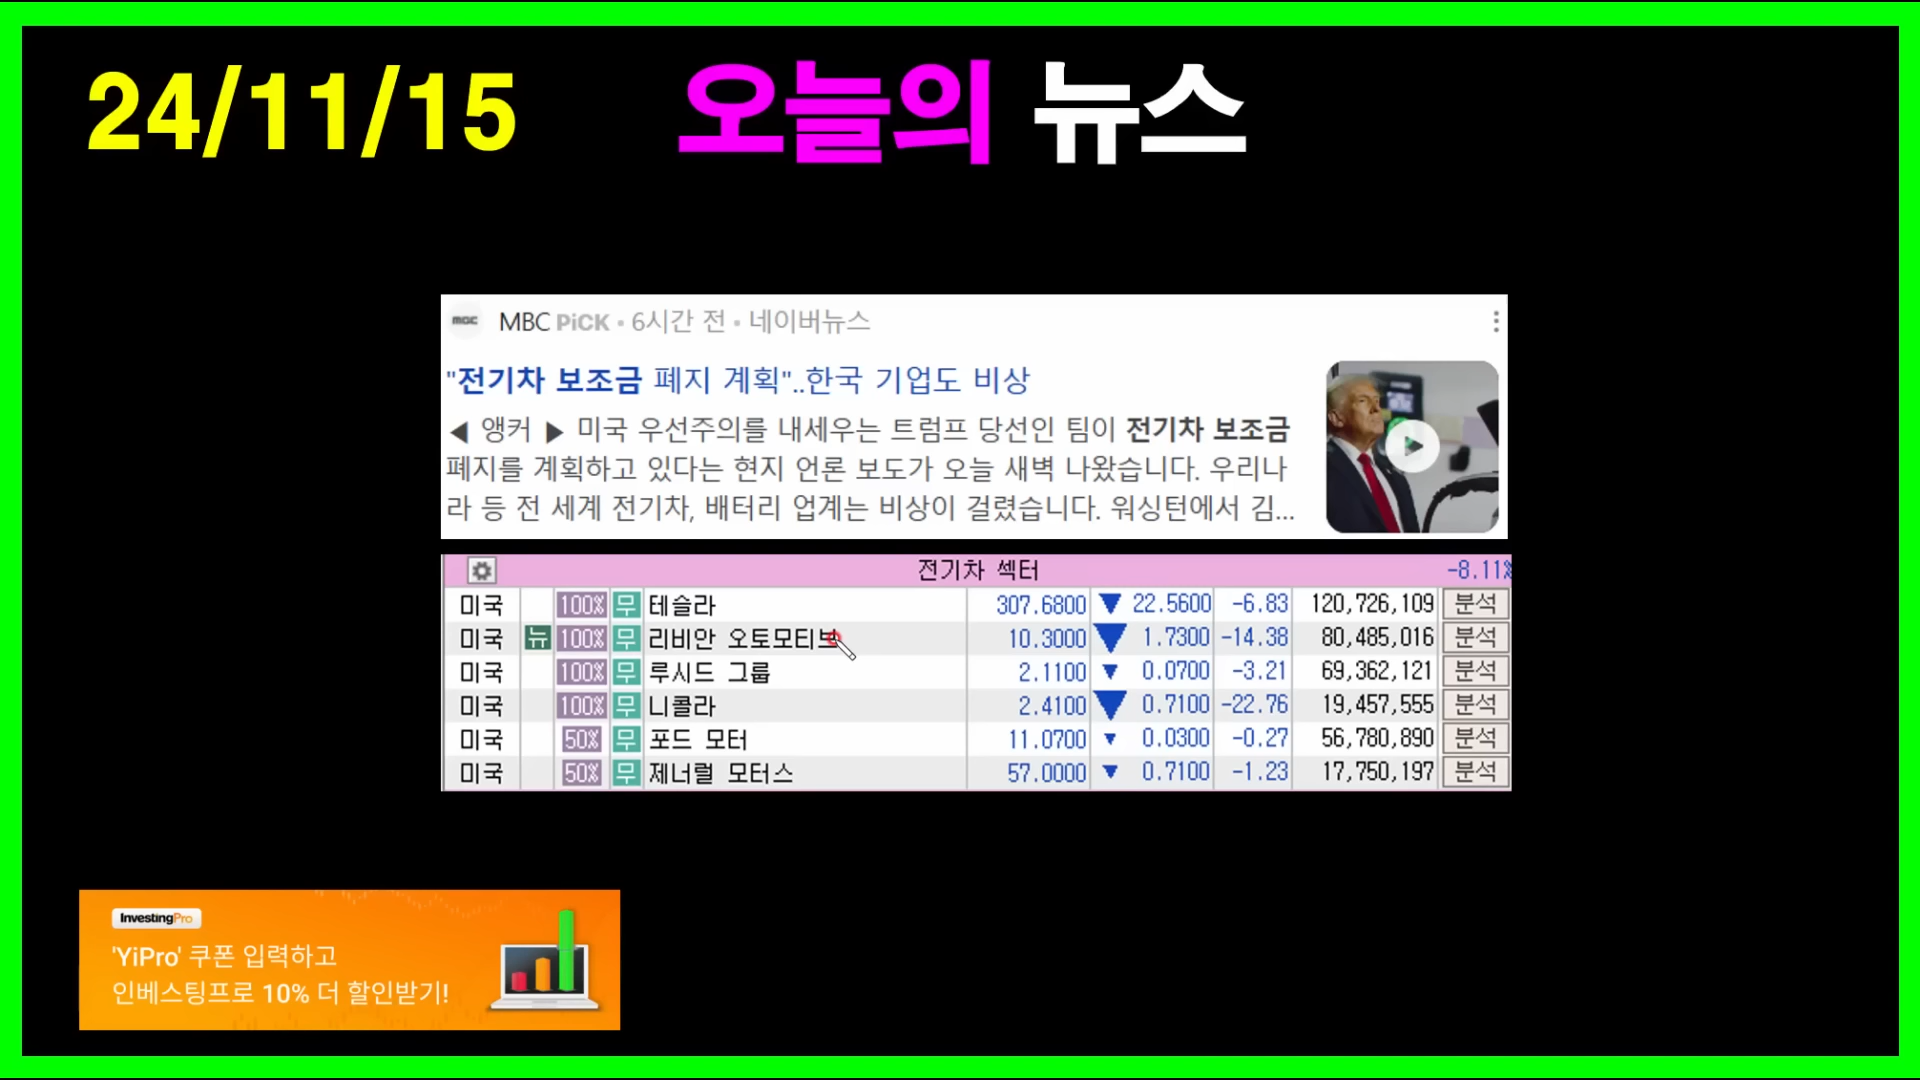 24/11/15 오늘의 뉴스
MBC MBC PiCK • 6시간 전 • 네이버뉴스
"전기차 보조금 폐지 계획"..한국 기업도 비상
◀ 앵커 ▶ 미국 우선주의를 내세우는 트럼프 당선인 팀이 전기차 보조금
폐지를 계획하고 있다는 현지 언론 보도가 오늘 새벽 나왔습니다. 우리나
라 등 전 세계 전기차, 배터리 업계는 비상이 걸렸습니다. 워싱턴에서 김...
전기차 섹터 -8.11%
미국 100% 무 테슬라 307.6800 ▼ 22.5600 -6.83 120,726,109 분석
미국 뉴 100% 무 리비안 오토모티브 10.3000 ▼ 1.7300 -14.38 80,485,016 분석
미국 100% 무 루시드 그룹 2.1100 ▼ 0.0700 -3.21 69,362,121 분석
미국 100% 무 니콜라 2.4100 ▼ 0.7100 -22.76 19,457,555 분석
미국 50% 무 포드 모터 11.0700 ▼ 0.0300 -0.27 56,780,890 분석
미국 50% 무 제너럴 모터스 57.0000 ▼ 0.7100 -1.23 17,750,197 분석
InvestingPro
'YiPro' 쿠폰 입력하고
인베스팅프로 10% 더 할인받기!